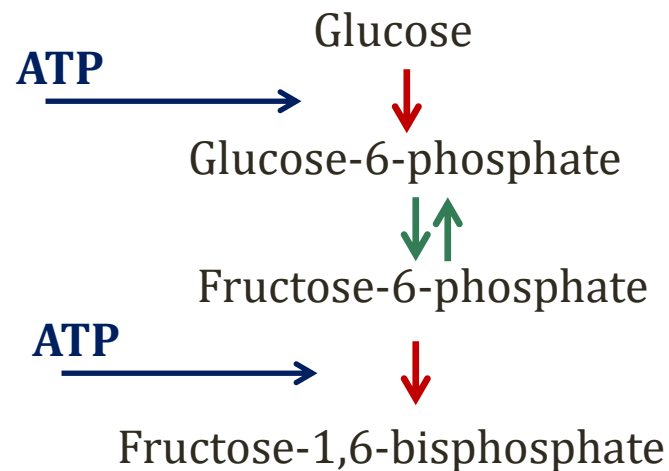 Glucose
ATP
Glucose-6-phosphate
Fructose-6-phosphate
ATP
Fructose-1,6-bisphosphate